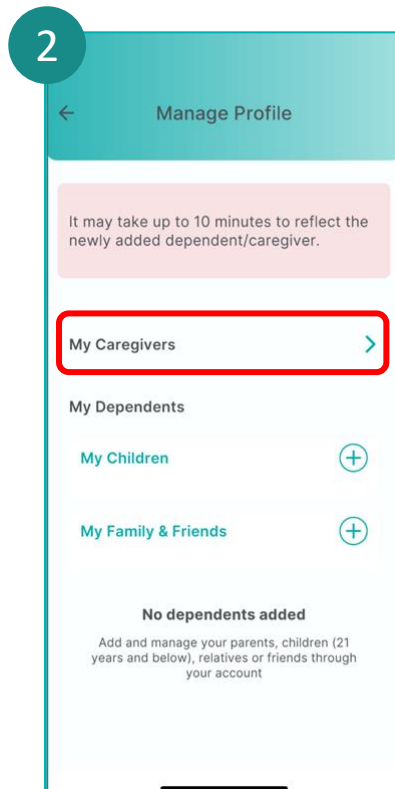 2
Manage Profile
It may take up to 10 minutes to reflect the
newly added dependent/caregiver.
My Caregivers
My Dependents
My Children
My Family & Friends
No dependents added
Add and manage your parents, children (21
years and below), relatives or friends through
your account